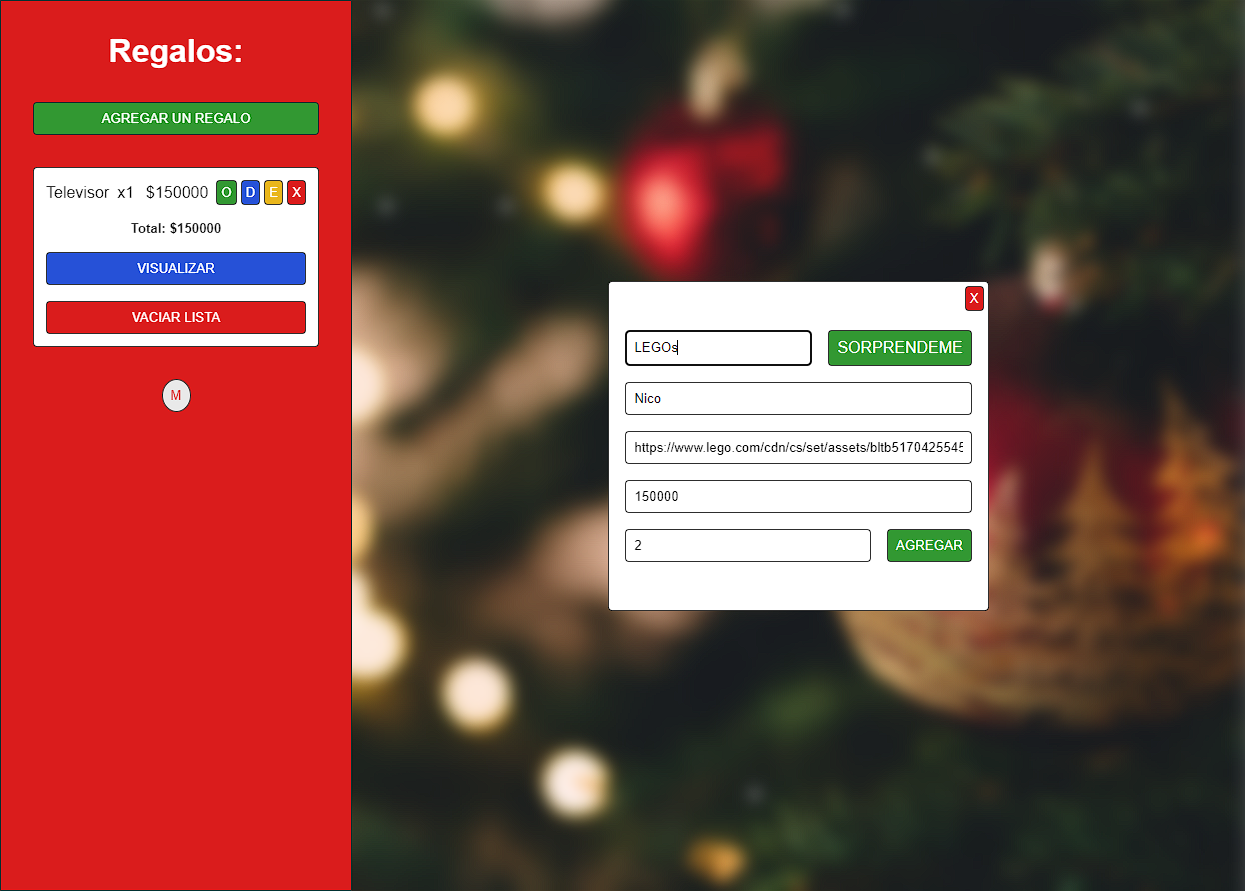 Regalos:
AGREGAR UN REGALO
Televisor x1 $150000 O D E X
Total: $150000
VISUALIZAR
VACIAR LISTA
M
X
LEGOs SORPRENDEME
Nico
https://www.lego.com/cdn/cs/set/assets/bltb5170425545
150000
2 AGREGAR